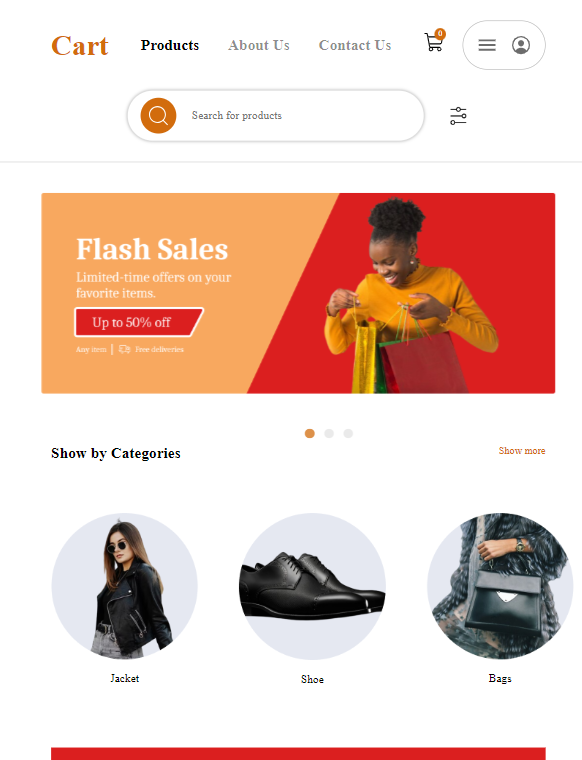 Cart
Products
About Us
Contact Us
0
Search for products
Flash Sales
Limited-time offers on your
favorite items.
Up to 50% off
Any item
Free deliveries
Show by Categories
Show more
Jacket
Shoe
Bags